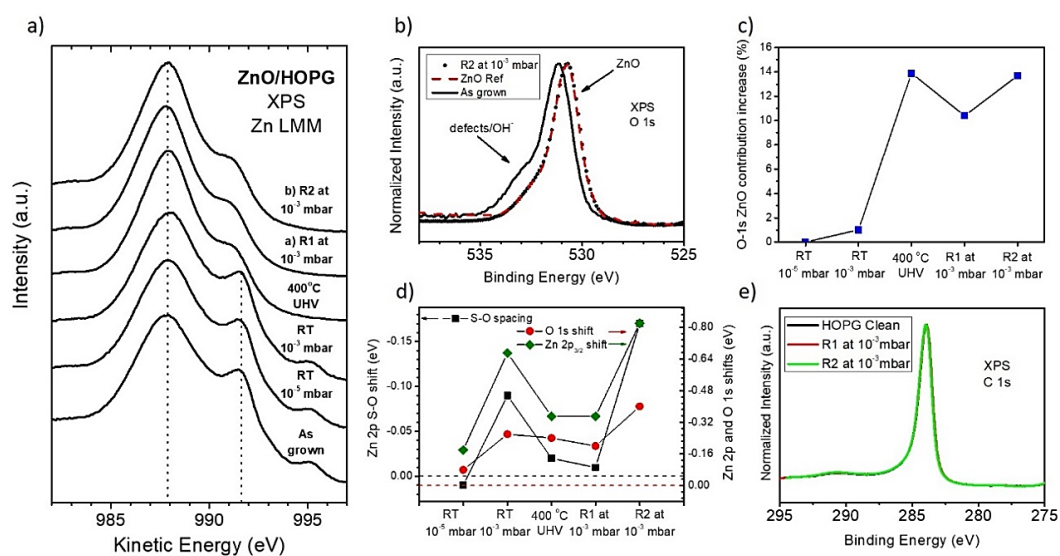 a)
ZnO/HOPG
XPS
Zn LMM
b) R2 at
10⁻³ mbar
a) R1 at
10⁻³ mbar
400°C
UHV
RT
10⁻³ mbar
RT
10⁻⁵ mbar
As
grown
Intensity (a.u.)
985 990 995
Kinetic Energy (eV)
b)
R2 at 10⁻³ mbar
ZnO Ref
As grown
ZnO
XPS
O 1s
defects/OH⁻
Normalized Intensity (a.u.)
535 530 525
Binding Energy (eV)
c)
O-1s ZnO contribution increase (%)
16
14
12
10
8
6
4
2
0
RT RT 400 °C R1 at R2 at
10⁻⁵ mbar 10⁻³ mbar UHV 10⁻³ mbar 10⁻³ mbar
d)
S-O spacing
O 1s shift
Zn 2p₃/₂ shift
Zn 2p S-O shift (eV)
-0.15
-0.10
-0.05
0.00
Zn 2p and O 1s shifts (eV)
-0.80
-0.64
-0.48
-0.32
-0.16
0.00
RT RT 400 °C R1 at R2 at
10⁻⁵ mbar 10⁻³ mbar UHV 10⁻³ mbar 10⁻³ mbar
e)
HOPG Clean
R1 at 10⁻³mbar
R2 at 10⁻³mbar
XPS
C 1s
Normalized Intensity (a.u.)
295 290 285 284 280 275
Binding Energy (eV)